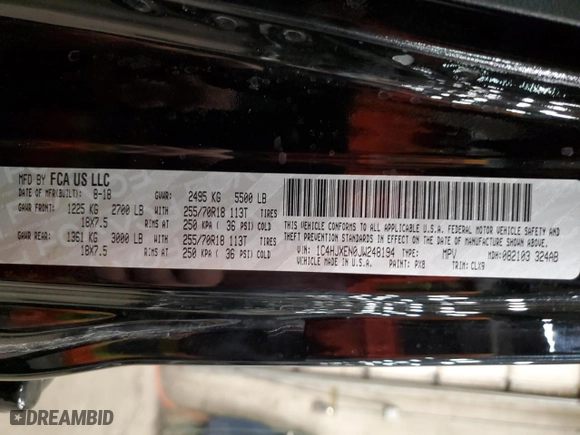 MFD BY FCA US LLC
DATE OF MFR(BUILT): 8-18 GVWR: 2495 KG 5500 LB
GAWR FRONT: 1225 KG 2700 LB WITH 255/70R18 113T TIRES
18X7.5 RIMS AT 250 KPA ( 36 PSI) COLD
GAWR REAR: 1361 KG 3000 LB WITH 255/70R18 113T TIRES
18X7.5 RIMS AT 250 KPA ( 36 PSI) COLD
THIS VEHICLE CONFORMS TO ALL APPLICABLE U.S.A. FEDERAL MOTOR VEHICLE SAFETY AND
THEFT PREVENTION STANDARDS IN EFFECT ON THE DATE OF MANUFACTURE SHOWN ABOVE.
VIN: 1C4HJXEN0JW248194 TYPE: MPV MDH: 082103 324AB
VEHICLE MADE IN U.S.A. PAINT: PX8 TRIM: CLX9
DREAMBID